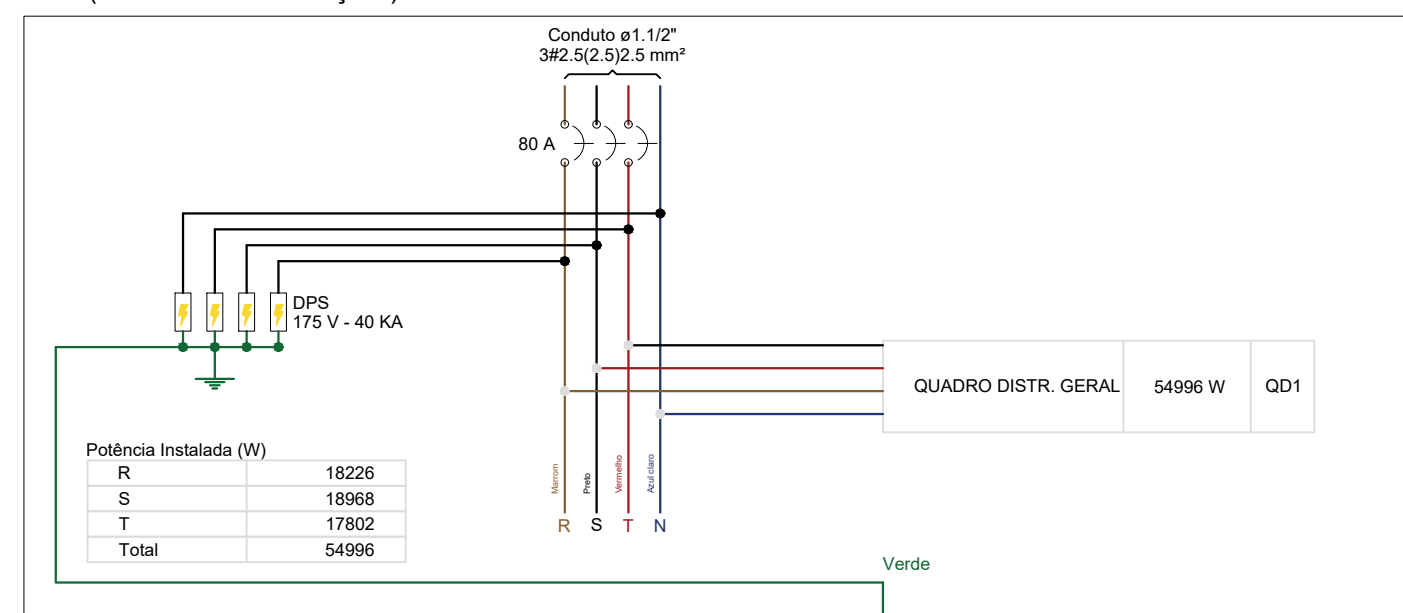 Conduto ø1.1/2"
3#2.5(2.5)2.5 mm²
80 A
DPS
175 V - 40 KA
QUADRO DISTR. GERAL 54996 W QD1
Potência Instalada (W)
R 18226
S 18968
T 17802
Total 54996
Marrom
Preto
Vermelho
Azul claro
R S T N
Verde